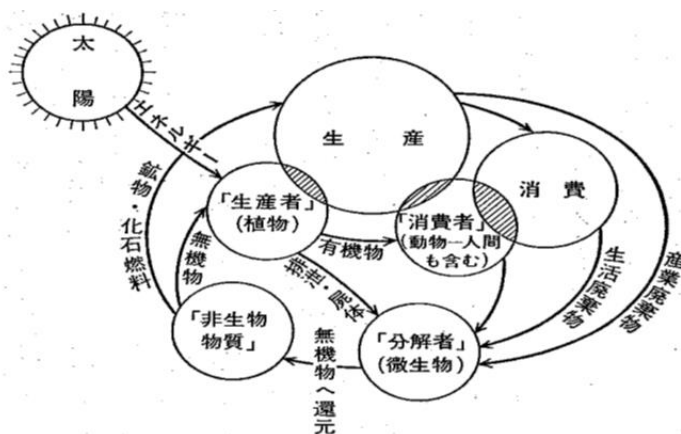 太
陽
エネルギー
生産
消費
「生産者」
(植物)
「消費者」
(動物—人間
も含む)
有機物
無機物
鉱物・化石燃料
排泄・屍体
生活廃棄物
産業廃棄物
「非生物
物質」
「分解者」
(微生物)
無機物へ還元